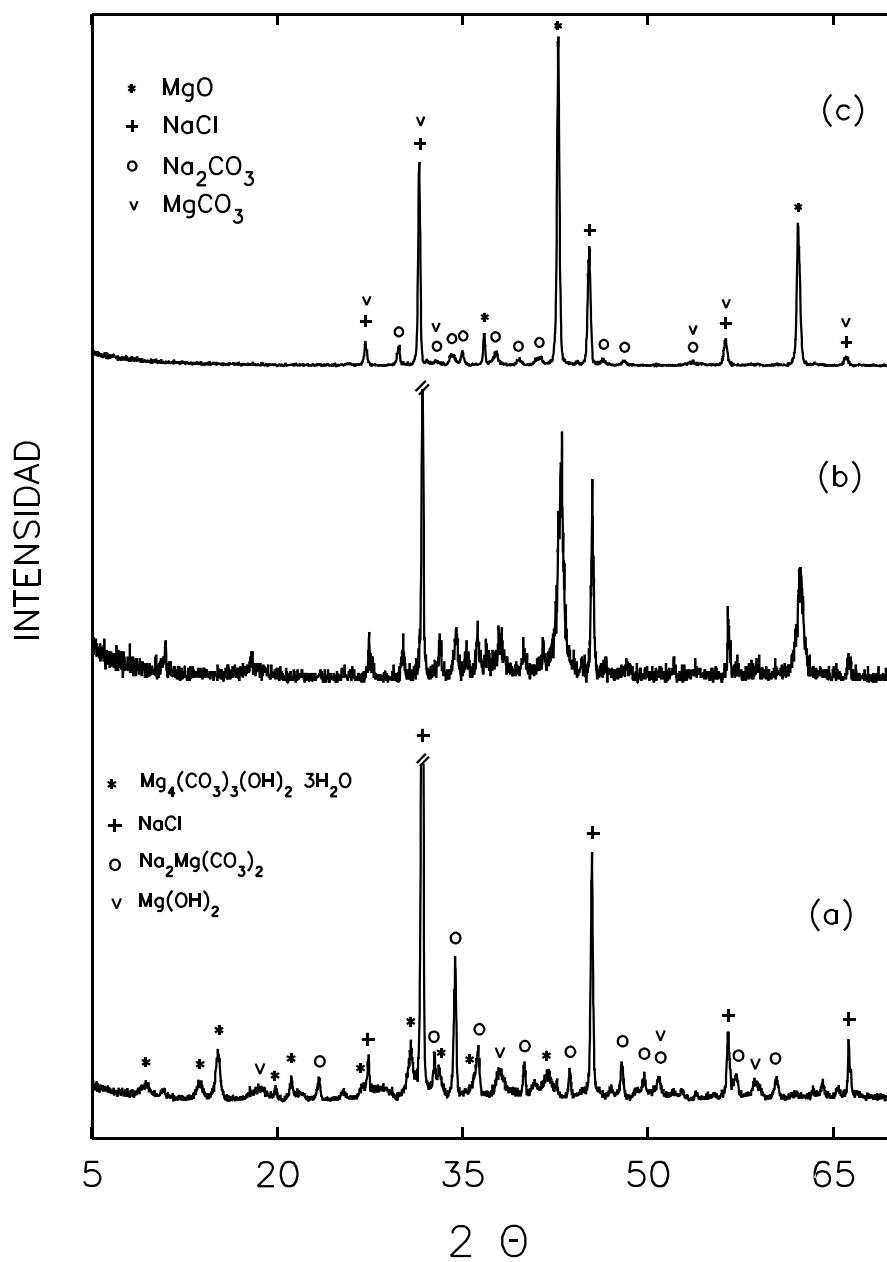 * MgO
+ NaCl
o Na₂CO₃
v MgCO₃
(c)
(b)
* Mg₄(CO₃)₃(OH)₂ 3H₂O
+ NaCl
o Na₂Mg(CO₃)₂
v Mg(OH)₂
(a)
INTENSIDAD
5 20 35 50 65
2 Θ